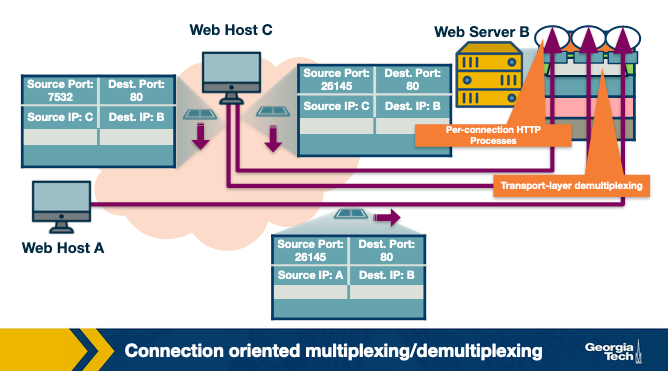 Web Host C
Web Server B
Source Port:
7532
Dest. Port:
80
Source IP: C
Dest. IP: B
Source Port:
26145
Dest. Port:
80
Source IP: C
Dest. IP: B
Per-connection HTTP
Processes
Transport-layer demultiplexing
Web Host A
Source Port:
26145
Dest. Port:
80
Source IP: A
Dest. IP: B
Connection oriented multiplexing/demultiplexing
Georgia
Tech